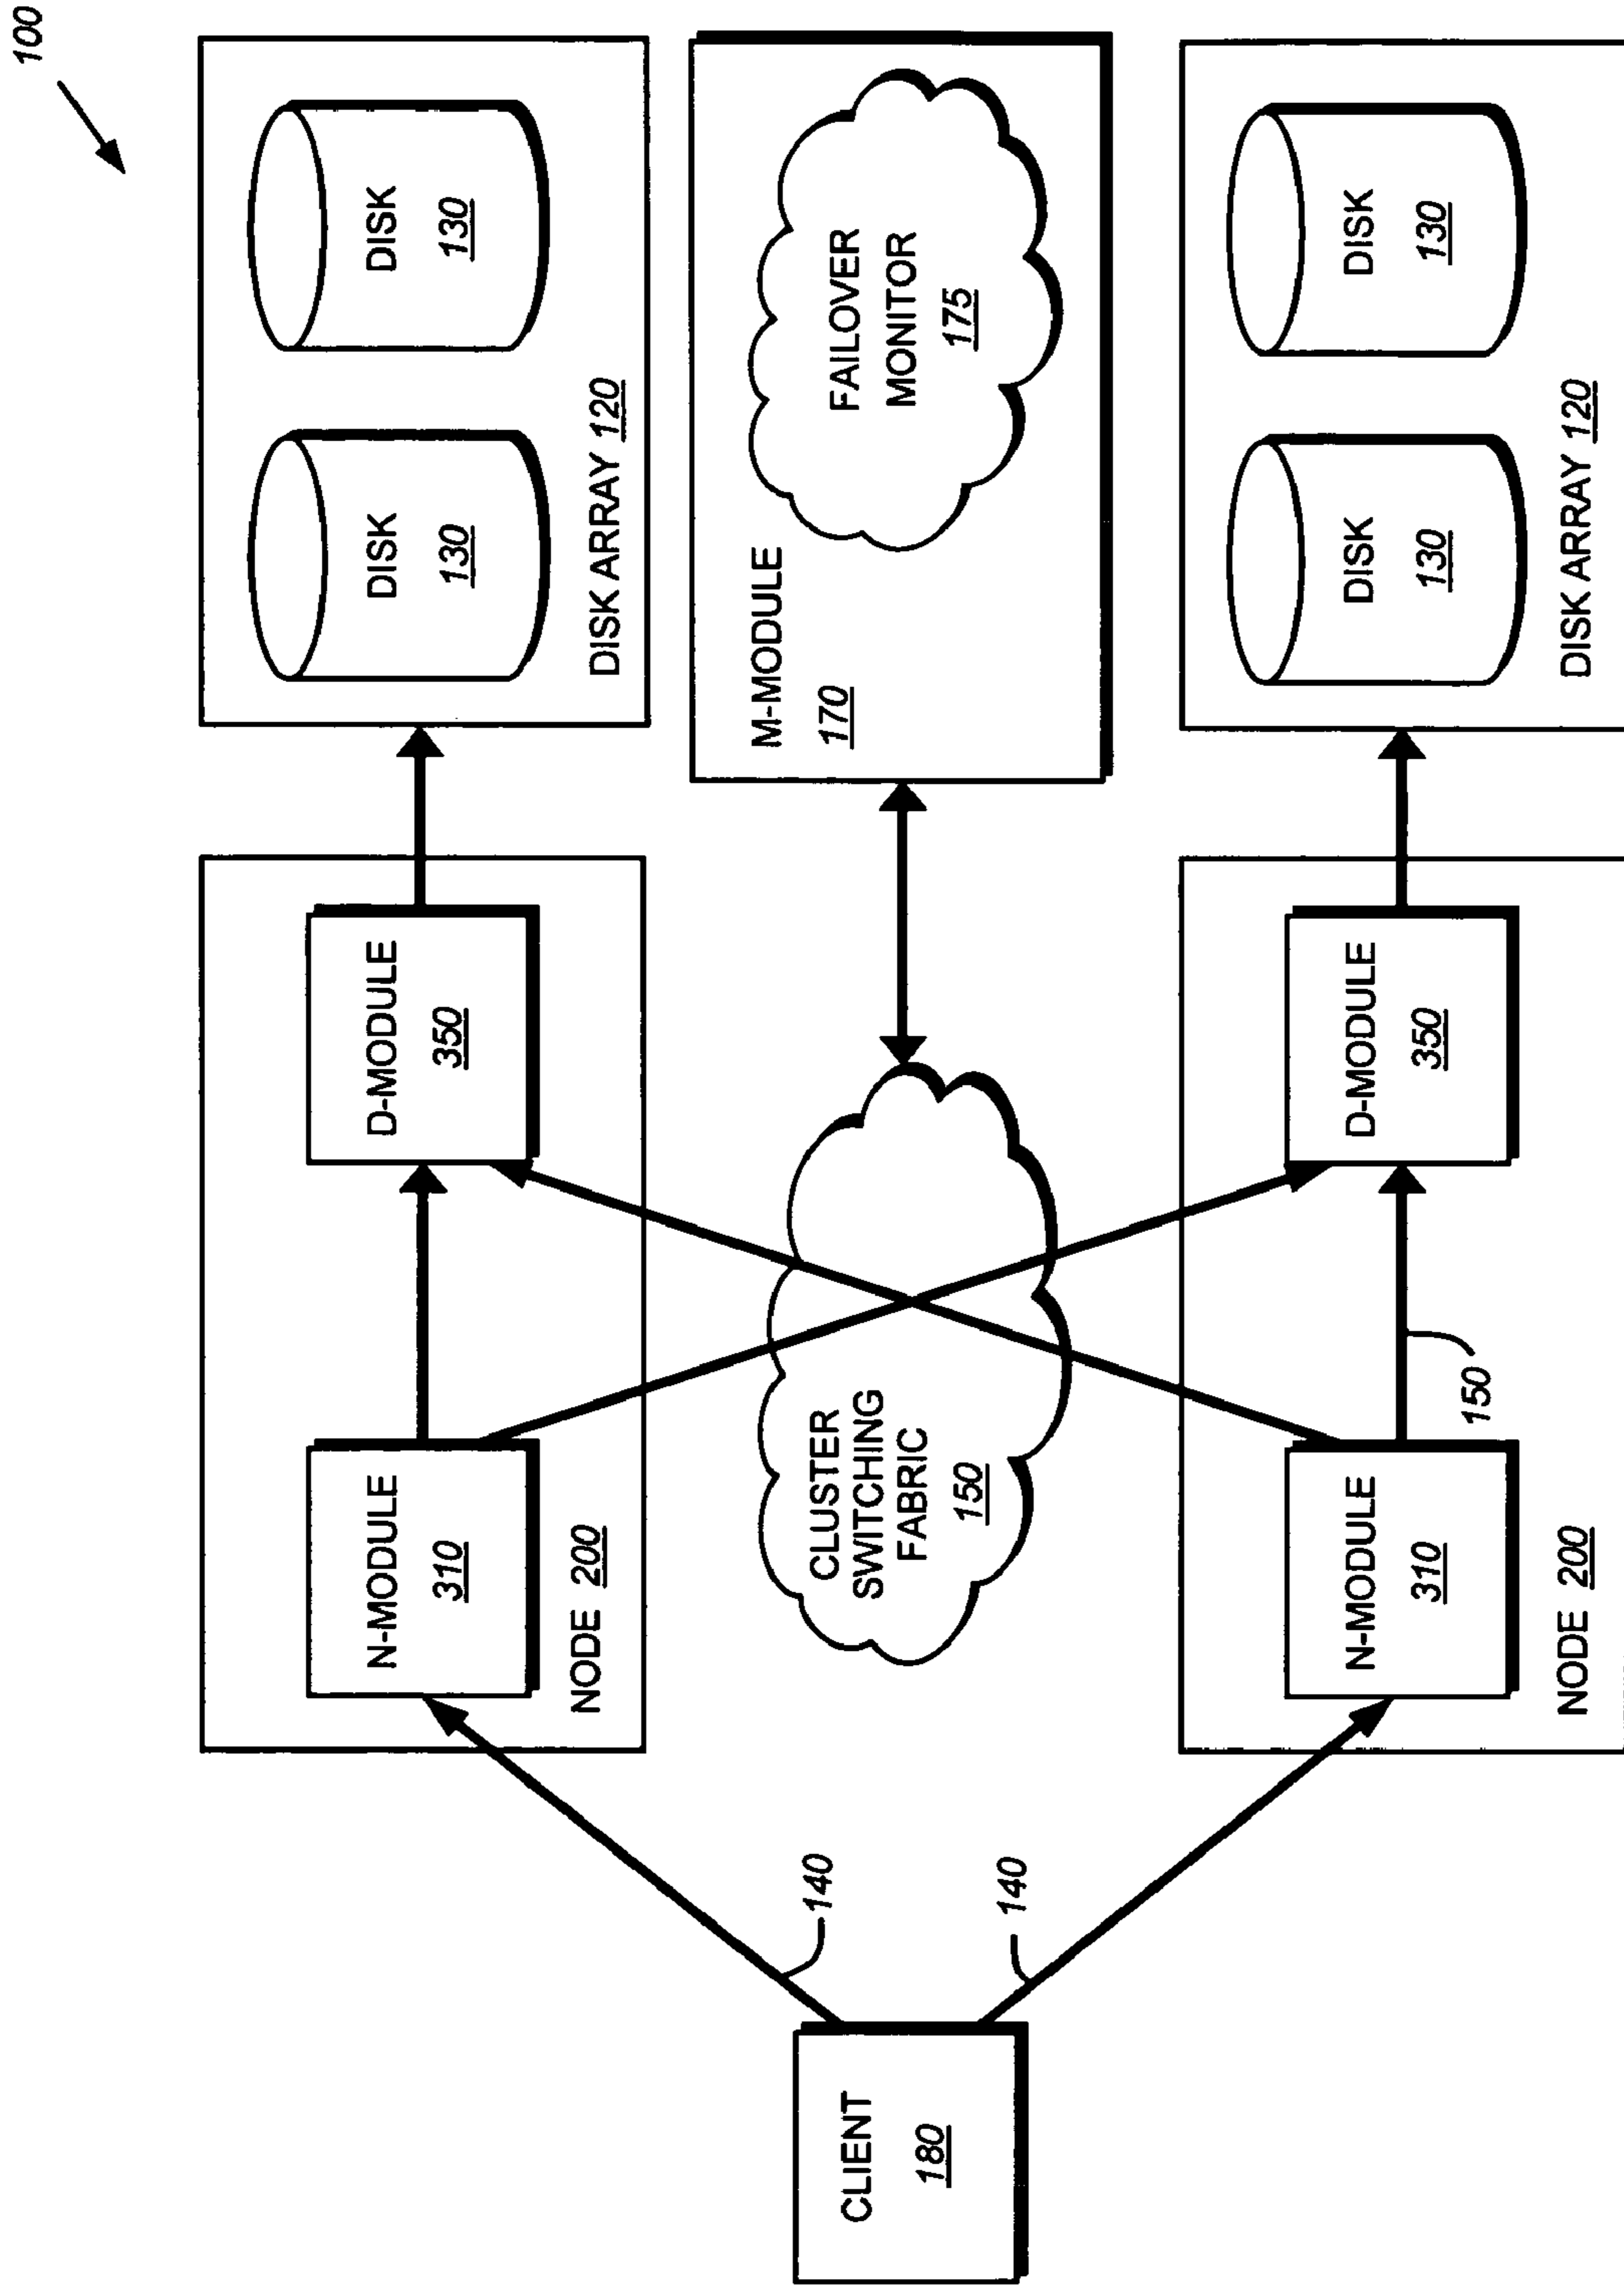 100
DISK
130
DISK
130
DISK ARRAY 120
D-MODULE
350
N-MODULE
310
NODE 200
M-MODULE
170
FAILOVER
MONITOR
175
CLUSTER
SWITCHING
FABRIC
150
CLIENT
180
140
140
DISK
130
DISK
130
DISK ARRAY 120
D-MODULE
350
N-MODULE
310
150
NODE 200